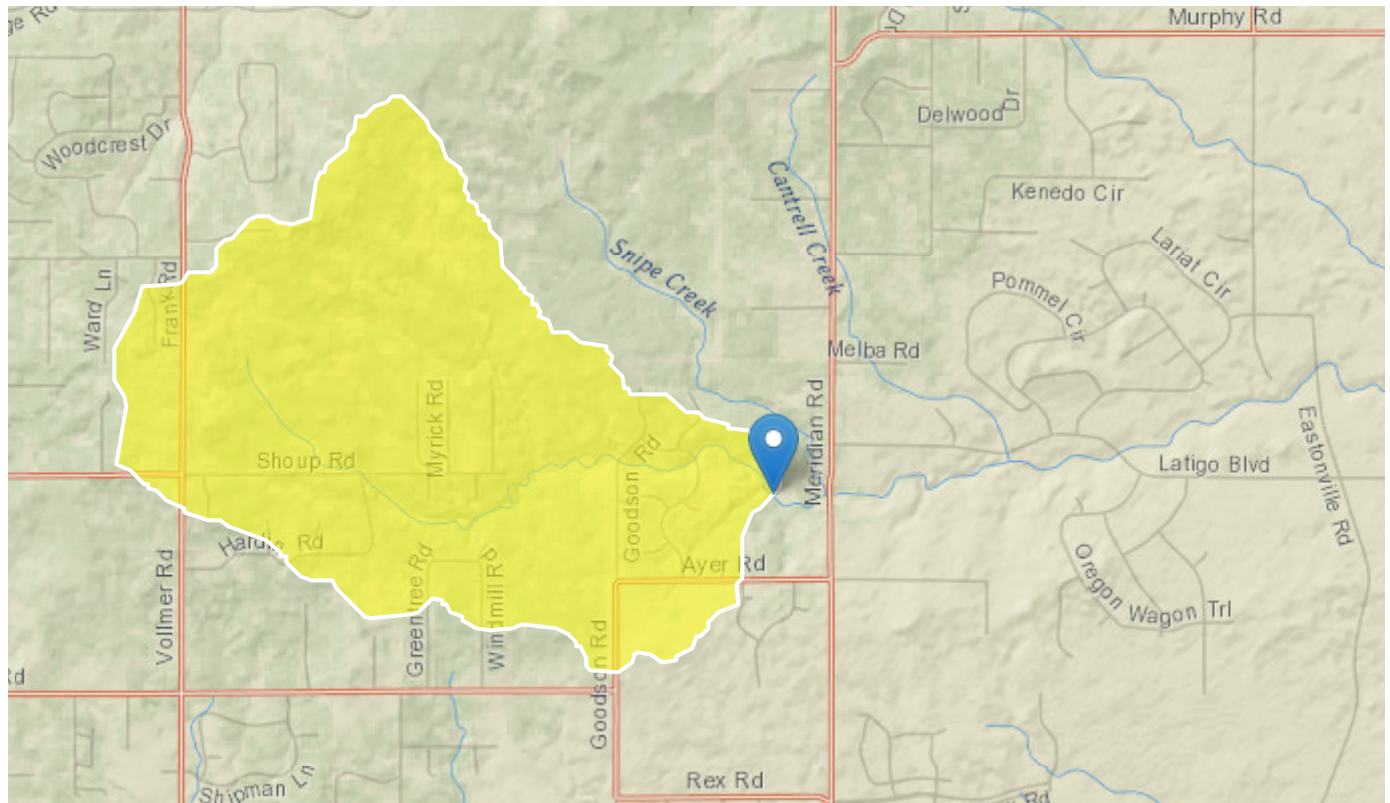 Murphy Rd
Dr
Delwood
Woodcrest Dr
Kenedo Cir
Cantrell Creek
Lariat Cir
Snipe Creek
Pommel Cir
Ward Ln
Frank Rd
Melba Rd
Myrick Rd
Meridian Rd
Shoup Rd
Goodson Rd
Latigo Blvd
Eastonville Rd
Ayer Rd
Oregon Wagon Trl
Vollmer Rd
Rd
Goodson Rd
Shipman Ln
Rex Rd
Rd